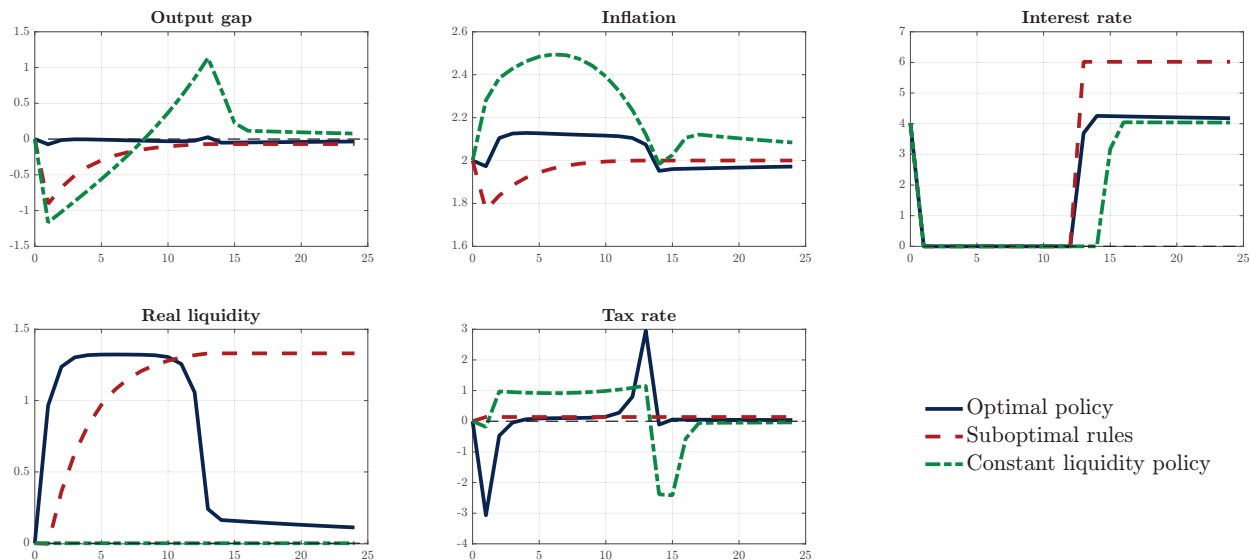 Output gap
1.5
1
0.5
0
-0.5
-1
-1.5
0 5 10 15 20 25
Inflation
2.6
2.4
2.2
2
1.8
1.6
0 5 10 15 20 25
Interest rate
7
6
5
4
3
2
1
0
0 5 10 15 20 25
Real liquidity
1.5
1
0.5
0
0 5 10 15 20 25
Tax rate
3
2
1
0
-1
-2
-3
-4
0 5 10 15 20 25
Optimal policy
Suboptimal rules
Constant liquidity policy